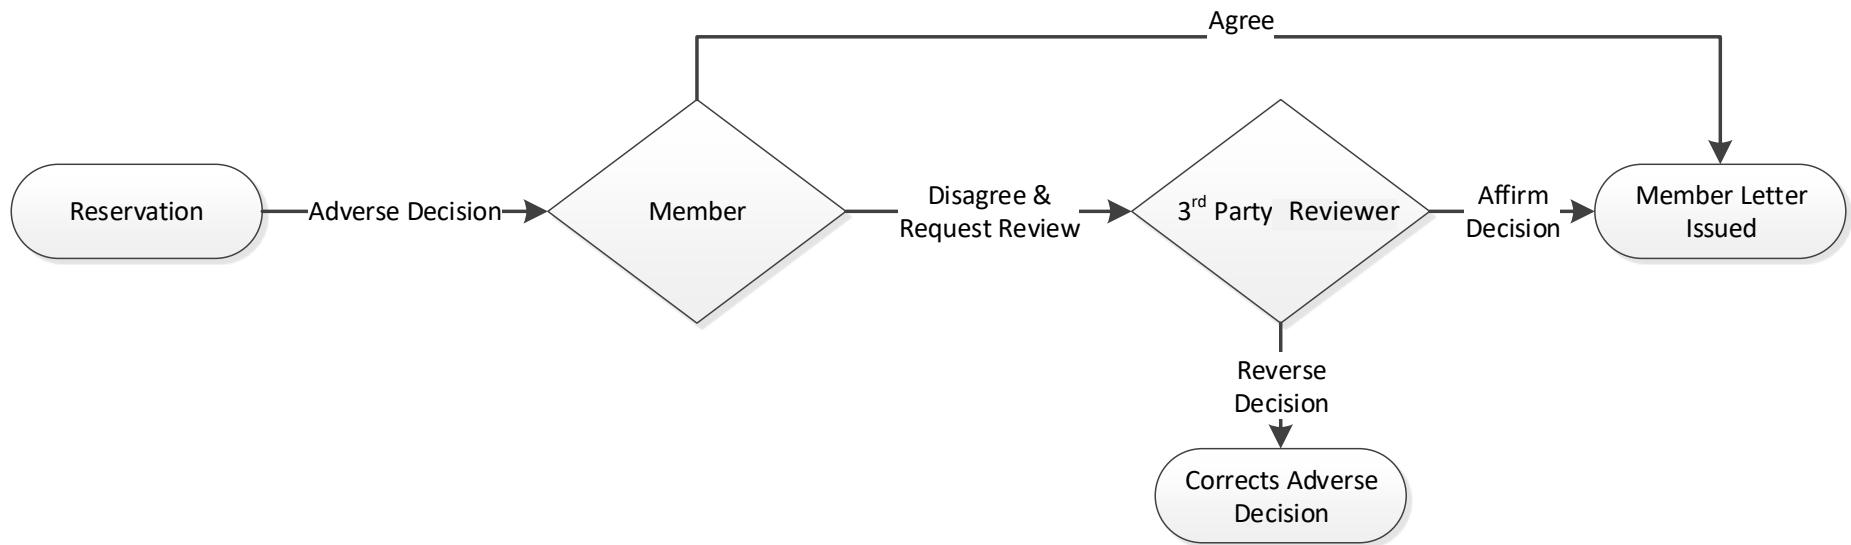 Agree
Reservation
Adverse Decision
Member
Disagree &
Request Review
3rd Party Reviewer
Affirm
Decision
Member Letter
Issued
Reverse
Decision
Corrects Adverse
Decision